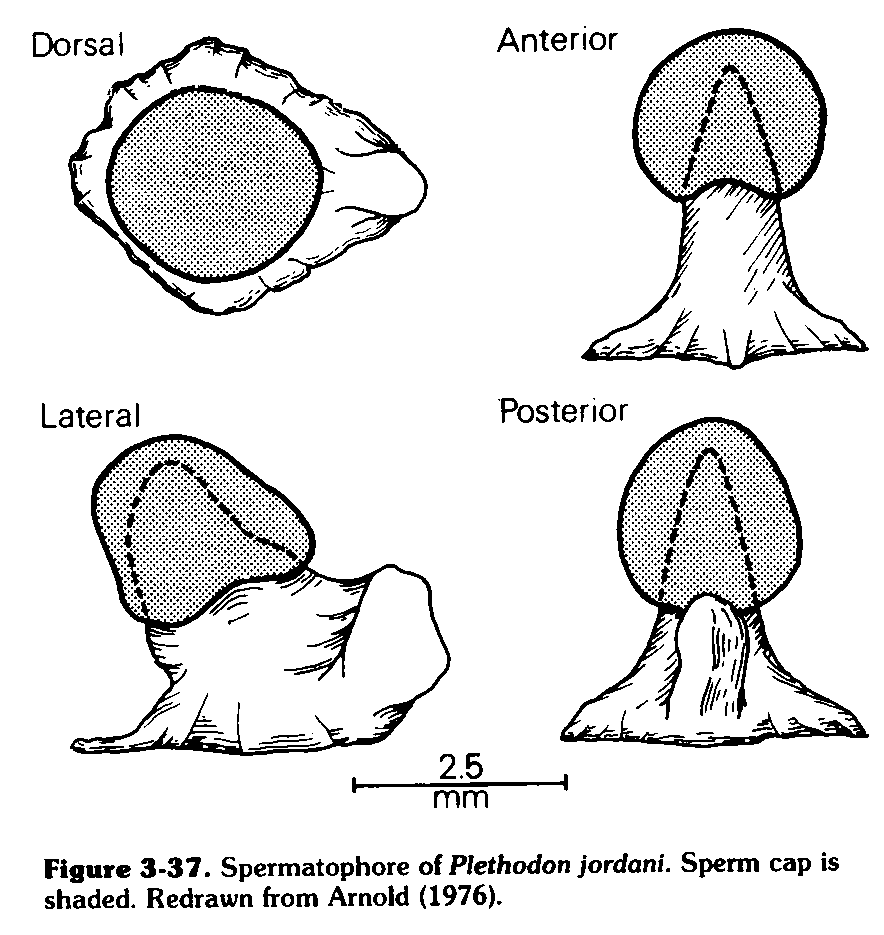 Dorsal
Anterior
Lateral
Posterior
2.5
mm
Figure 3-37. Spermatophore of Plethodon jordani. Sperm cap is
shaded. Redrawn from Arnold (1976).